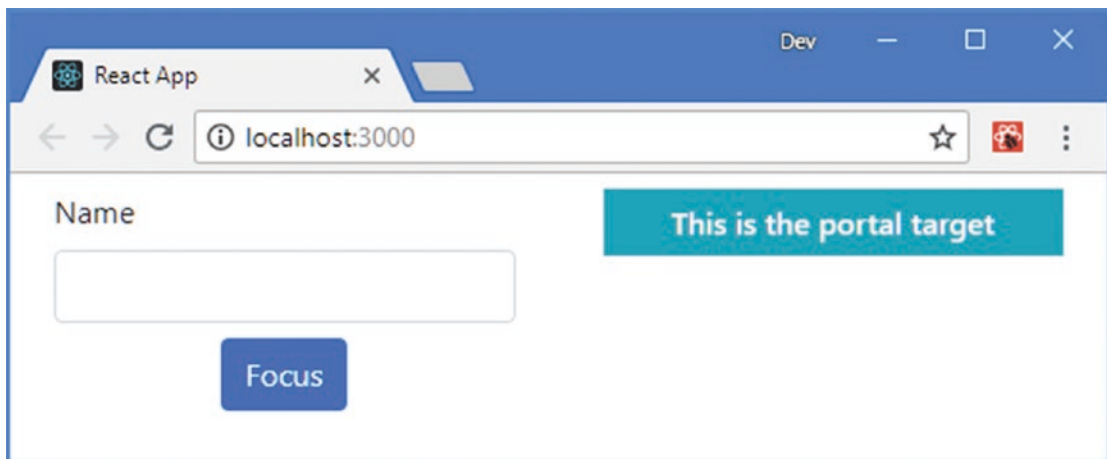 Dev
React App
localhost:3000
Name
This is the portal target
Focus